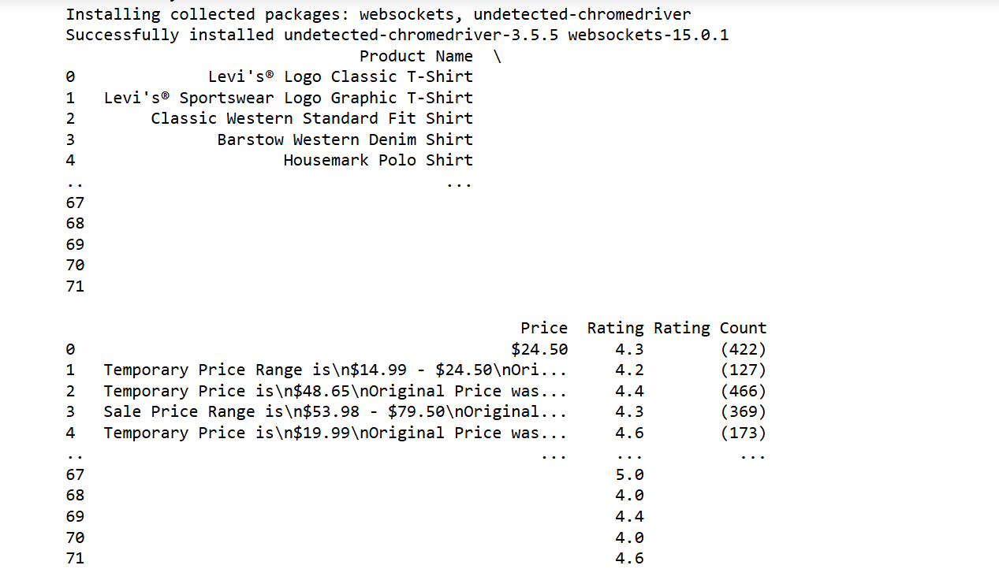 Installing collected packages: websockets, undetected-chromedriver
Successfully installed undetected-chromedriver-3.5.5 websockets-15.0.1
Product Name \
0 Levi's® Logo Classic T-Shirt
1 Levi's® Sportswear Logo Graphic T-Shirt
2 Classic Western Standard Fit Shirt
3 Barstow Western Denim Shirt
4 Housemark Polo Shirt
.. ...
67
68
69
70
71
Price Rating Rating Count
0 $24.50 4.3 (422)
1 Temporary Price Range is\n$14.99 - $24.50\nOri... 4.2 (127)
2 Temporary Price is\n$48.65\nOriginal Price was... 4.4 (466)
3 Sale Price Range is\n$53.98 - $79.50\nOriginal... 4.3 (369)
4 Temporary Price is\n$19.99\nOriginal Price was... 4.6 (173)
.. ... ... ...
67 5.0
68 4.0
69 4.4
70 4.0
71 4.6